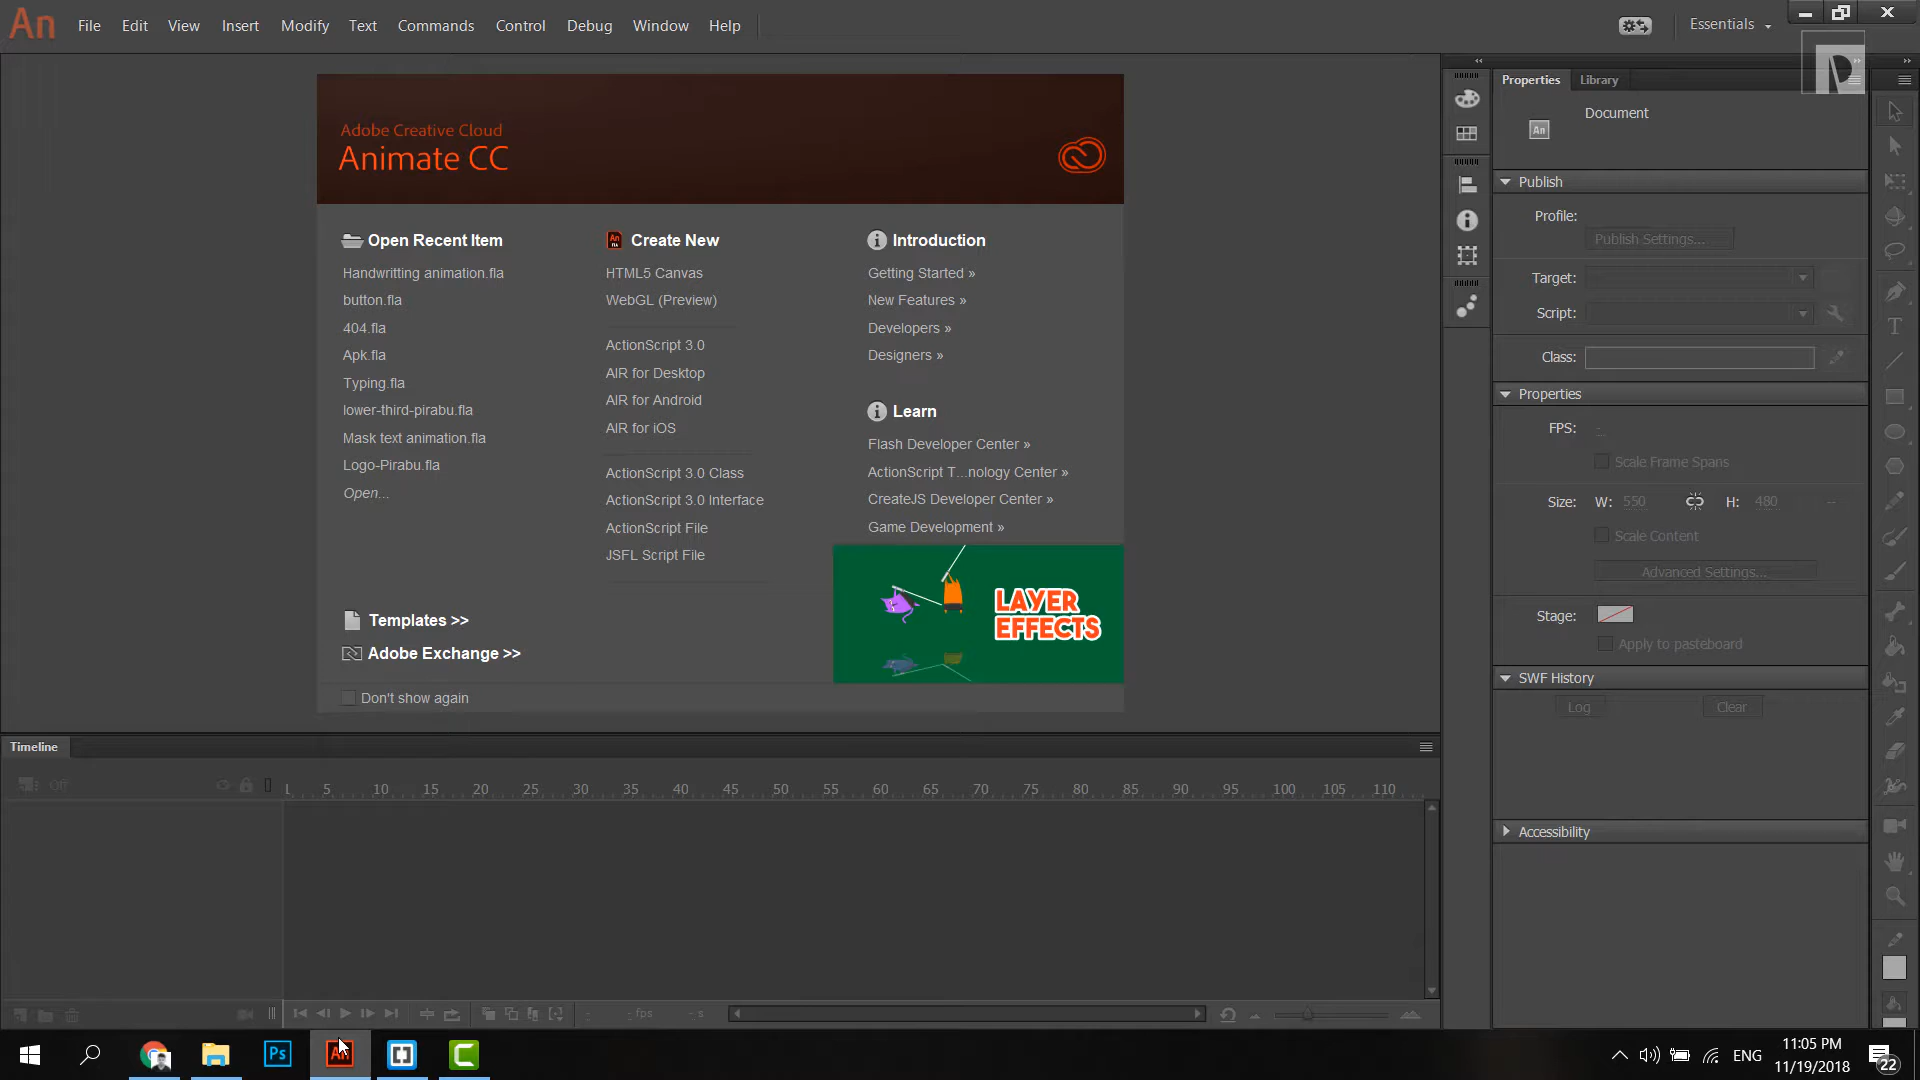 An File Edit View Insert Modify Text Commands Control Debug Window Help Essentials
Adobe Creative Cloud
Animate CC
Open Recent Item
Handwritting animation.fla
button.fla
404.fla
Apk.fla
Typing.fla
lower-third-pirabu.fla
Mask text animation.fla
Logo-Pirabu.fla
Open...
Templates >>
Adobe Exchange >>
Don't show again
Create New
HTML5 Canvas
WebGL (Preview)
ActionScript 3.0
AIR for Desktop
AIR for Android
AIR for iOS
ActionScript 3.0 Class
ActionScript 3.0 Interface
ActionScript File
JSFL Script File
Introduction
Getting Started »
New Features »
Developers »
Designers »
Learn
Flash Developer Center »
ActionScript T...nology Center »
CreateJS Developer Center »
Game Development »
LAYER
EFFECTS
Properties Library
An Document
Publish
Profile:
Publish Settings...
Target:
Script:
Class:
Properties
FPS: -
Scale Frame Spans
Size: W: 550 H: 480 --
Scale Content
Advanced Settings...
Stage:
Apply to pasteboard
SWF History
Log Clear
Accessibility
Timeline
Off
5 10 15 20 25 30 35 40 45 50 55 60 65 70 75 80 85 90 95 100 105 110
- - fps - s
Ps An
ENG
11:05 PM
11/19/2018
22